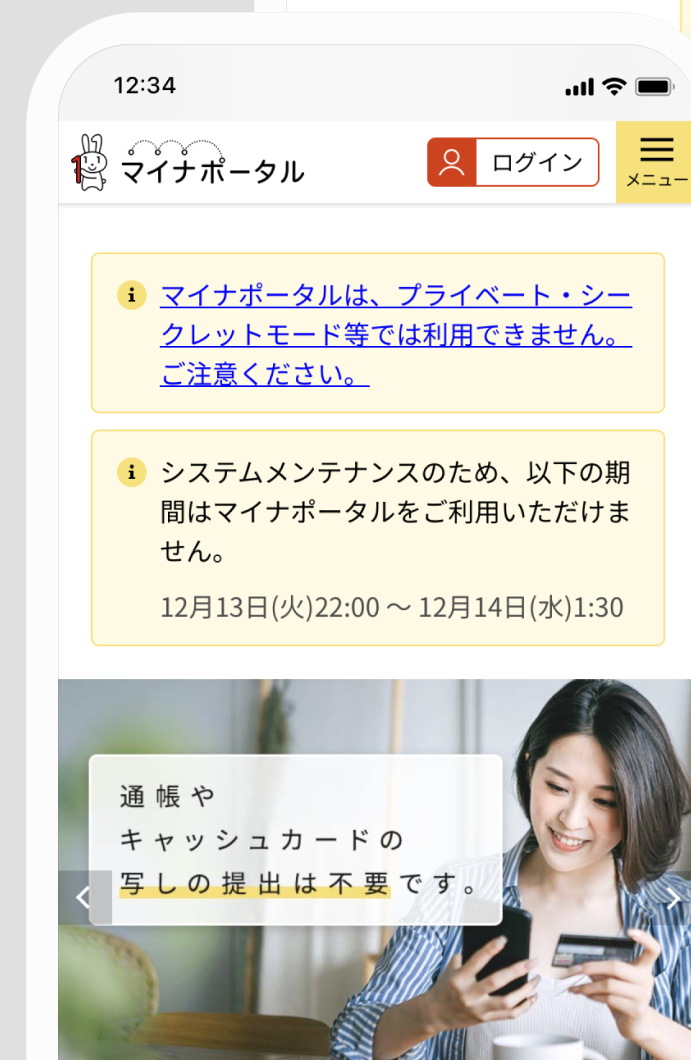 12:34
マイナポータル
ログイン
メニュー
マイナポータルは、プライベート・シー
クレットモード等では利用できません。
ご注意ください。
システムメンテナンスのため、以下の期
間はマイナポータルをご利用いただけま
せん。
12月13日(火)22:00 〜 12月14日(水)1:30
通帳や
キャッシュカードの
写しの提出は不要です。